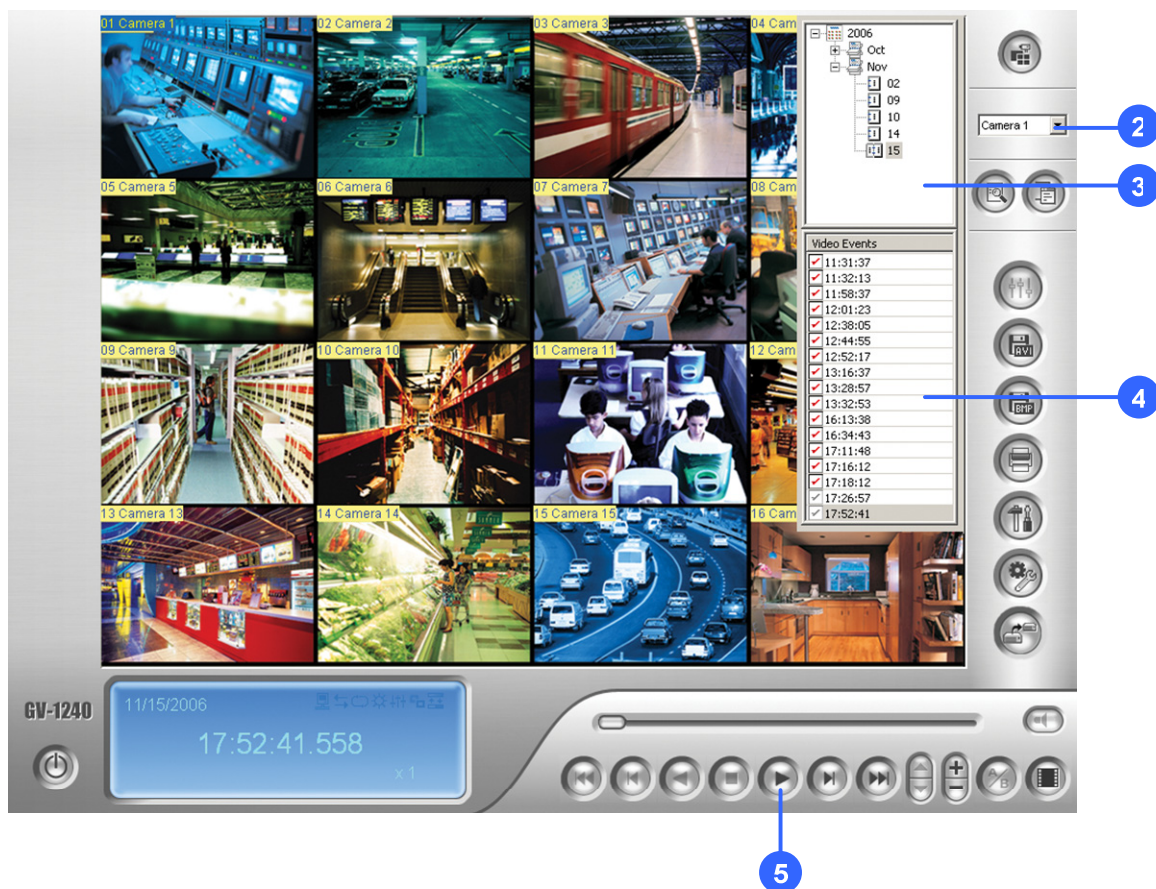 01 Camera 1
02 Camera 2
03 Camera 3
04 Cam
05 Camera 5
06 Camera 6
07 Camera 7
08 Cam
09 Camera 9
10 Camera 10
11 Camera 11
12 Cam
13 Camera 13
14 Camera 14
15 Camera 15
16 Cam
2006
Oct
Nov
02
09
10
14
15
Video Events
11:31:37
11:32:13
11:58:37
12:01:23
12:38:05
12:44:55
12:52:17
13:16:37
13:28:57
13:32:53
16:13:38
16:34:43
17:11:48
17:16:12
17:18:12
17:26:57
17:52:41
Camera 1
2
3
AVI
4
BMP
GV-1240
11/15/2006
17:52:41.558
x 1
A/B
5